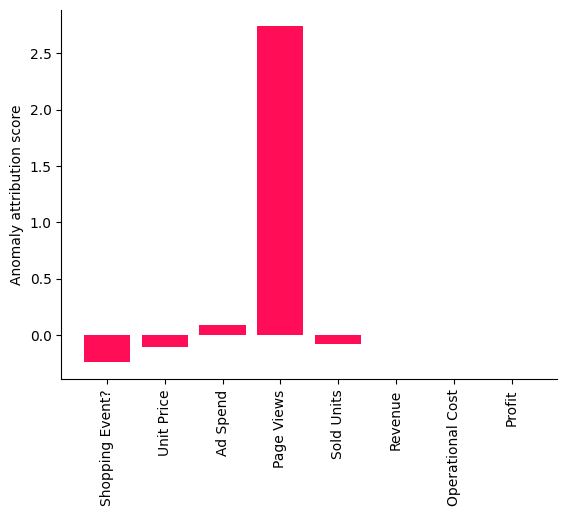 Anomaly attribution score
2.5
2.0
1.5
1.0
0.5
0.0
Shopping Event?
Unit Price
Ad Spend
Page Views
Sold Units
Revenue
Operational Cost
Profit